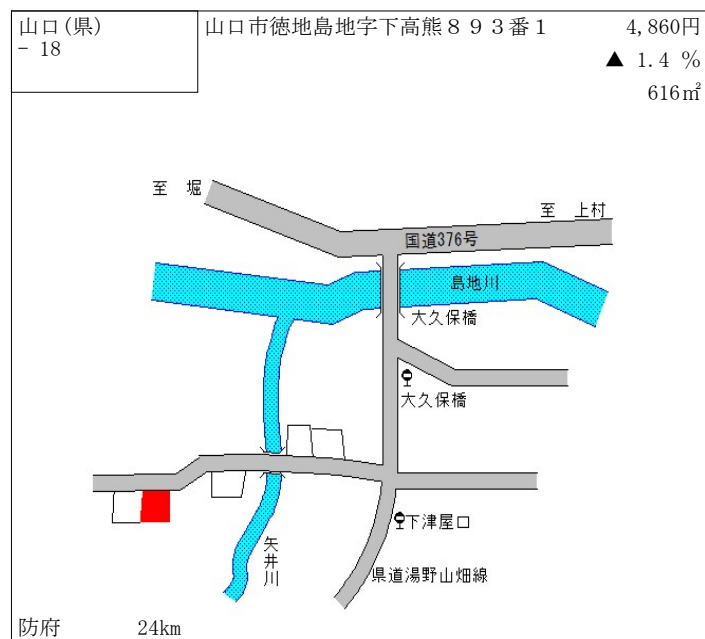 山口(県)
- 18
山口市徳地島地字下高熊８９３番１
4,860円
▲ 1.4 %
616㎡
至 堀
至 上村
国道376号
島地川
大久保橋
大久保橋
下津屋口
矢井川
県道湯野山畑線
防府 24km